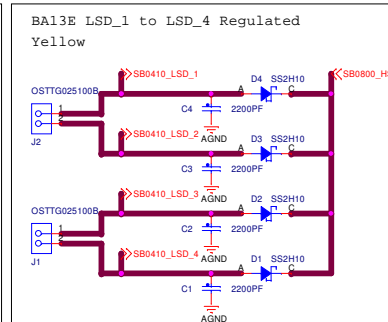 BA13E LSD_1 to LSD_4 Regulated
Yellow
SB0410_LSD_1
D4 SS2H10
SB0800_HS
OSTTG025100B
A C
1
2
C4 2200PF
J2
AGND
SB0410_LSD_2
D3 SS2H10
A C
C3 2200PF
AGND
SB0410_LSD_3
D2 SS2H10
OSTTG025100B
A C
1
2
C2 2200PF
J1
AGND
SB0410_LSD_4
D1 SS2H10
A C
C1 2200PF
AGND